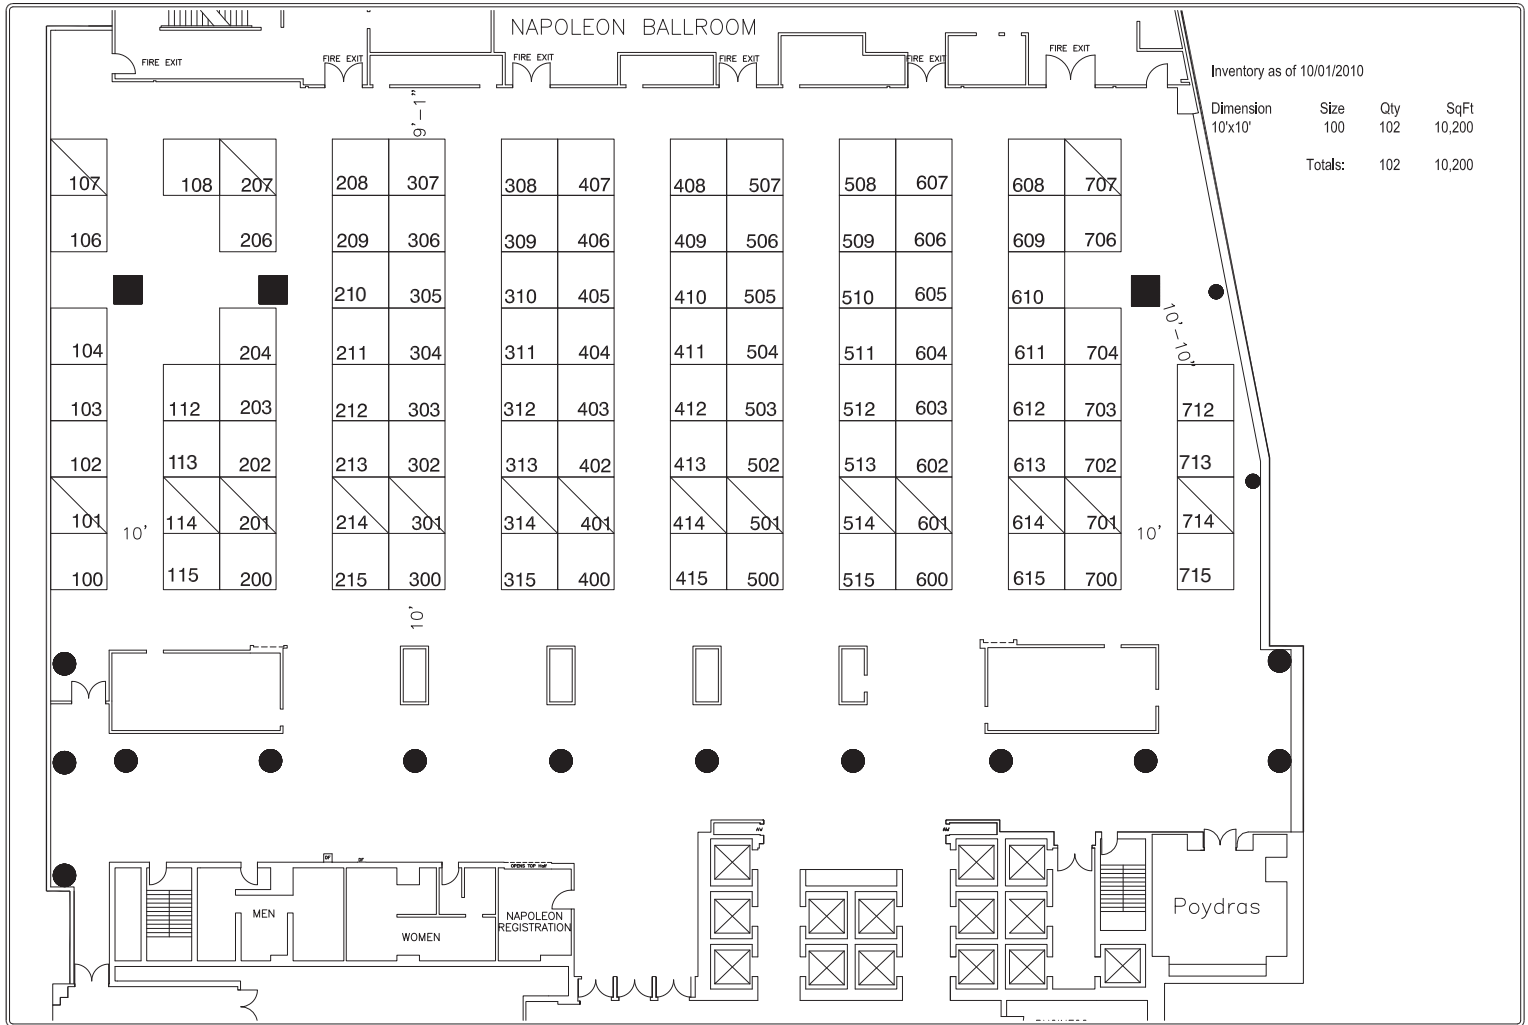 NAPOLEON BALLROOM
FIRE EXIT
FIRE EXIT
FIRE EXIT
FIRE EXIT
FIRE EXIT
FIRE EXIT
Inventory as of 10/01/2010
Dimension Size Qty SqFt
10'x10' 100 102 10,200
Totals: 102 10,200
9'-1"
107 108 207 208 307 308 407 408 507 508 607 608 707
106 206 209 306 309 406 409 506 509 606 609 706
210 305 310 405 410 505 510 605 610
10'-10"
104 204 211 304 311 404 411 504 511 604 611 704
103 112 203 212 303 312 403 412 503 512 603 612 703 712
102 113 202 213 302 313 402 413 502 513 602 613 702 713
101 114 201 214 301 314 401 414 501 514 601 614 701 714
10' 10'
100 115 200 215 300 315 400 415 500 515 600 615 700 715
10'
AW AW
DF DF
OPENS TOP Half
MEN
WOMEN
NAPOLEON
REGISTRATION
Poydras